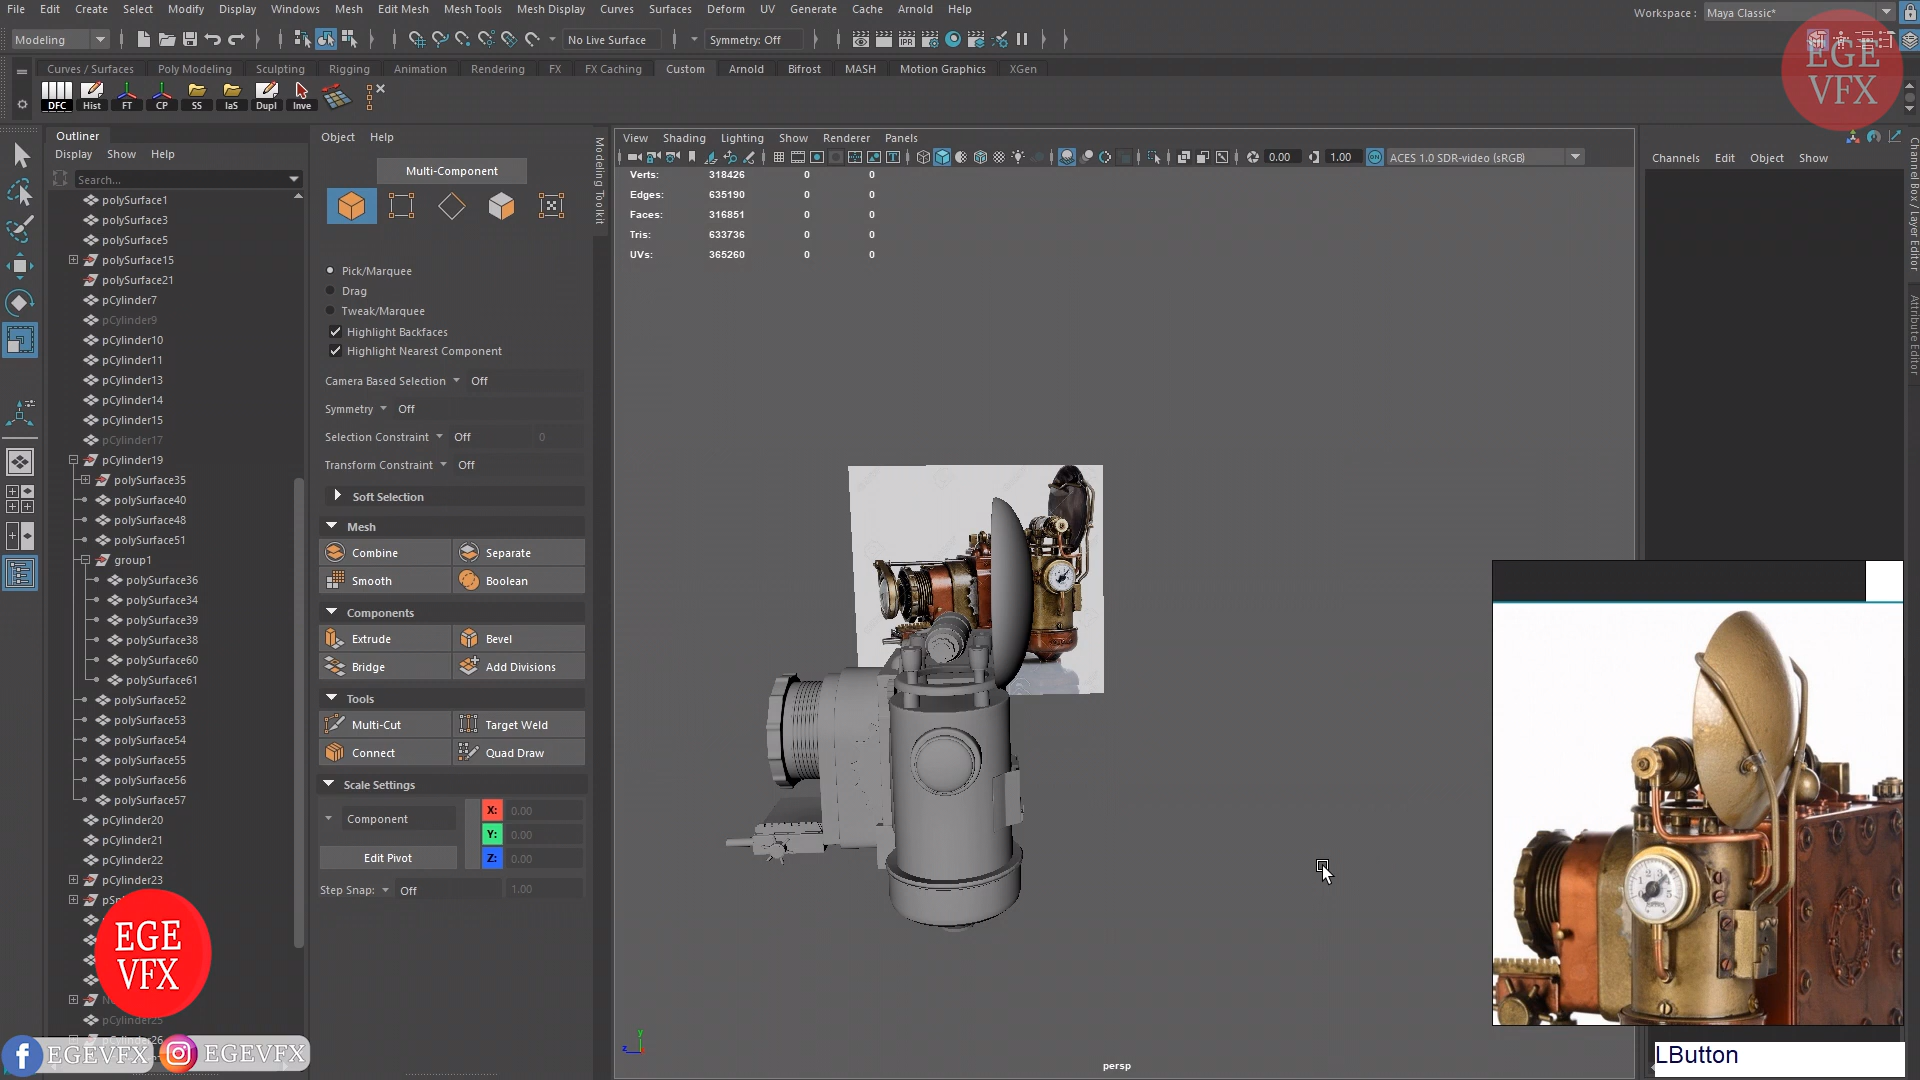 File Edit Create Select Modify Display Windows Mesh Edit Mesh Mesh Tools Mesh Display Curves Surfaces Deform UV Generate Cache Arnold Help
Workspace : Maya Classic*
Modeling No Live Surface Symmetry: Off
Curves / Surfaces Poly Modeling Sculpting Rigging Animation Rendering FX FX Caching Custom Arnold Bifrost MASH Motion Graphics XGen
DFC Hist FT CP SS IaS Dupl Inve
EGE
VFX
Outliner
Display Show Help
Search...
polySurface1
polySurface3
polySurface5
polySurface15
polySurface21
pCylinder7
pCylinder9
pCylinder10
pCylinder11
pCylinder13
pCylinder14
pCylinder15
pCylinder17
pCylinder19
polySurface35
polySurface40
polySurface48
polySurface51
group1
polySurface36
polySurface34
polySurface39
polySurface38
polySurface60
polySurface61
polySurface52
polySurface53
polySurface54
polySurface55
polySurface56
polySurface57
pCylinder20
pCylinder21
pCylinder22
pCylinder23
pCylinder25
pCylinder26
EGE
VFX
EGEVFX EGEVFX
Object Help
Multi-Component
Pick/Marquee
Drag
Tweak/Marquee
Highlight Backfaces
Highlight Nearest Component
Camera Based Selection Off
Symmetry Off
Selection Constraint Off 0
Transform Constraint Off
Soft Selection
Mesh
Combine Separate
Smooth Boolean
Components
Extrude Bevel
Bridge Add Divisions
Tools
Multi-Cut Target Weld
Connect Quad Draw
Scale Settings
Component X: 0.00
Y: 0.00
Edit Pivot Z: 0.00
Step Snap: Off 1.00
Modeling Toolkit
View Shading Lighting Show Renderer Panels
0.00 1.00 ON ACES 1.0 SDR-video (sRGB)
Verts: 318426 0 0
Edges: 635190 0 0
Faces: 316851 0 0
Tris: 633736 0 0
UVs: 365260 0 0
y
z
persp
Channels Edit Object Show
Channel Box / Layer Editor
Attribute Editor
LButton